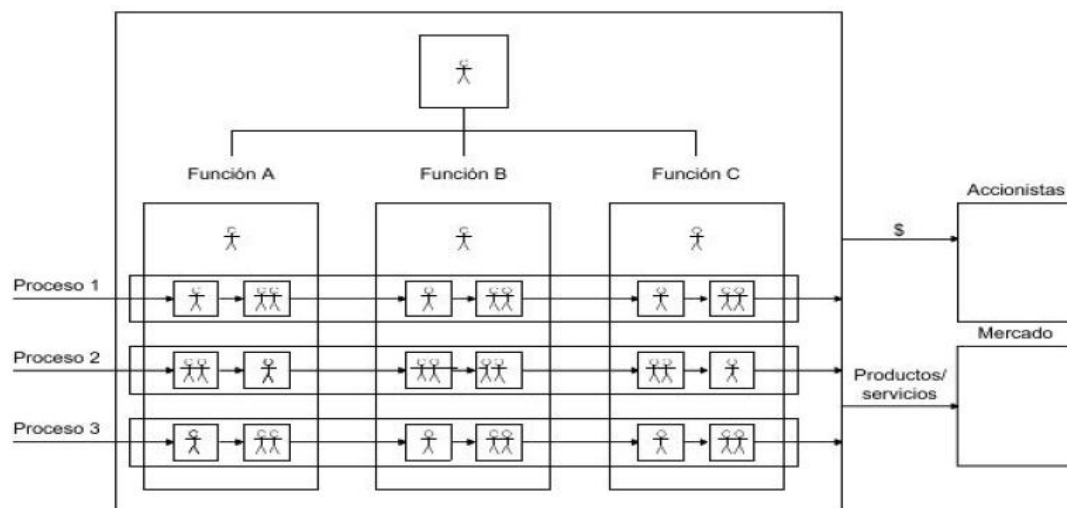 Función A
Función B
Función C
Accionistas
$
Proceso 1
Mercado
Proceso 2
Productos/
servicios
Proceso 3